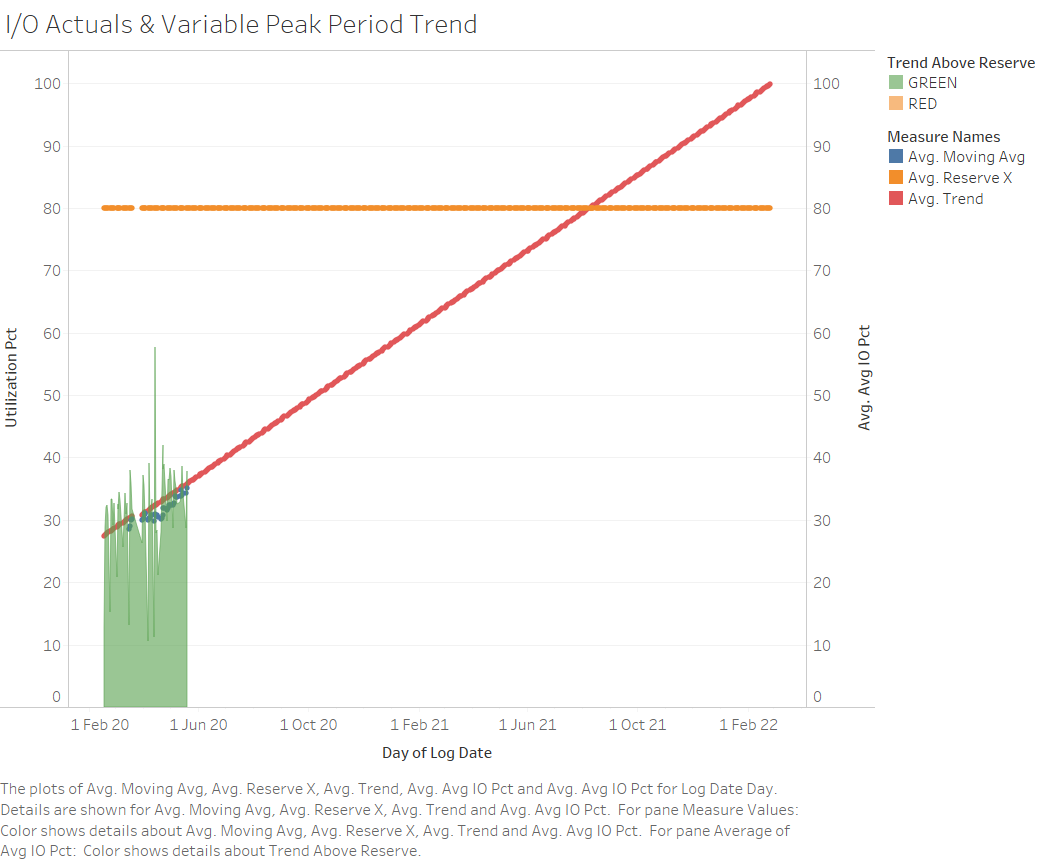 I/O Actuals & Variable Peak Period Trend
Trend Above Reserve
GREEN
RED
Measure Names
Avg. Moving Avg
Avg. Reserve X
Avg. Trend
Utilization Pct
100
90
80
70
60
50
40
30
20
10
0
100
90
80
70
60
50
40
30
20
10
0
Avg. Avg IO Pct
1 Feb 20 1 Jun 20 1 Oct 20 1 Feb 21 1 Jun 21 1 Oct 21 1 Feb 22
Day of Log Date
The plots of Avg. Moving Avg, Avg. Reserve X, Avg. Trend, Avg. Avg IO Pct and Avg. Avg IO Pct for Log Date Day.
Details are shown for Avg. Moving Avg, Avg. Reserve X, Avg. Trend and Avg. Avg IO Pct. For pane Measure Values:
Color shows details about Avg. Moving Avg, Avg. Reserve X, Avg. Trend and Avg. Avg IO Pct. For pane Average of
Avg IO Pct: Color shows details about Trend Above Reserve.